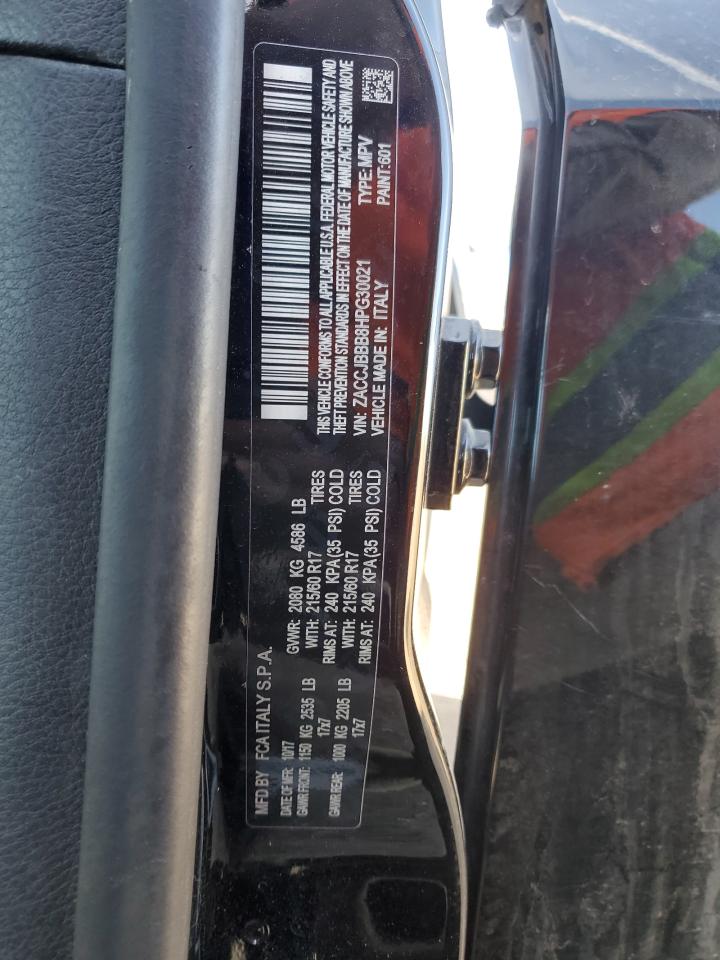 MFD BY FCA ITALY S.P.A.
DATE OF MFR: 10/17 GVWR: 2080 KG 4586 LB
GAWR FRONT: 1150 KG 2535 LB WITH: 215/60 R17 TIRES
17x7 RIMS AT: 240 KPA(35 PSI) COLD
GAWR REAR: 1000 KG 2205 LB WITH: 215/60 R17 TIRES
17x7 RIMS AT: 240 KPA(35 PSI) COLD
THIS VEHICLE CONFORMS TO ALL APPLICABLE U.S.A. FEDERAL MOTOR VEHICLE SAFETY AND
THEFT PREVENTION STANDARDS IN EFFECT ON THE DATE OF MANUFACTURE SHOWN ABOVE
VIN: ZACCJBBB8HPG30021 TYPE: MPV
VEHICLE MADE IN: ITALY PAINT: 601